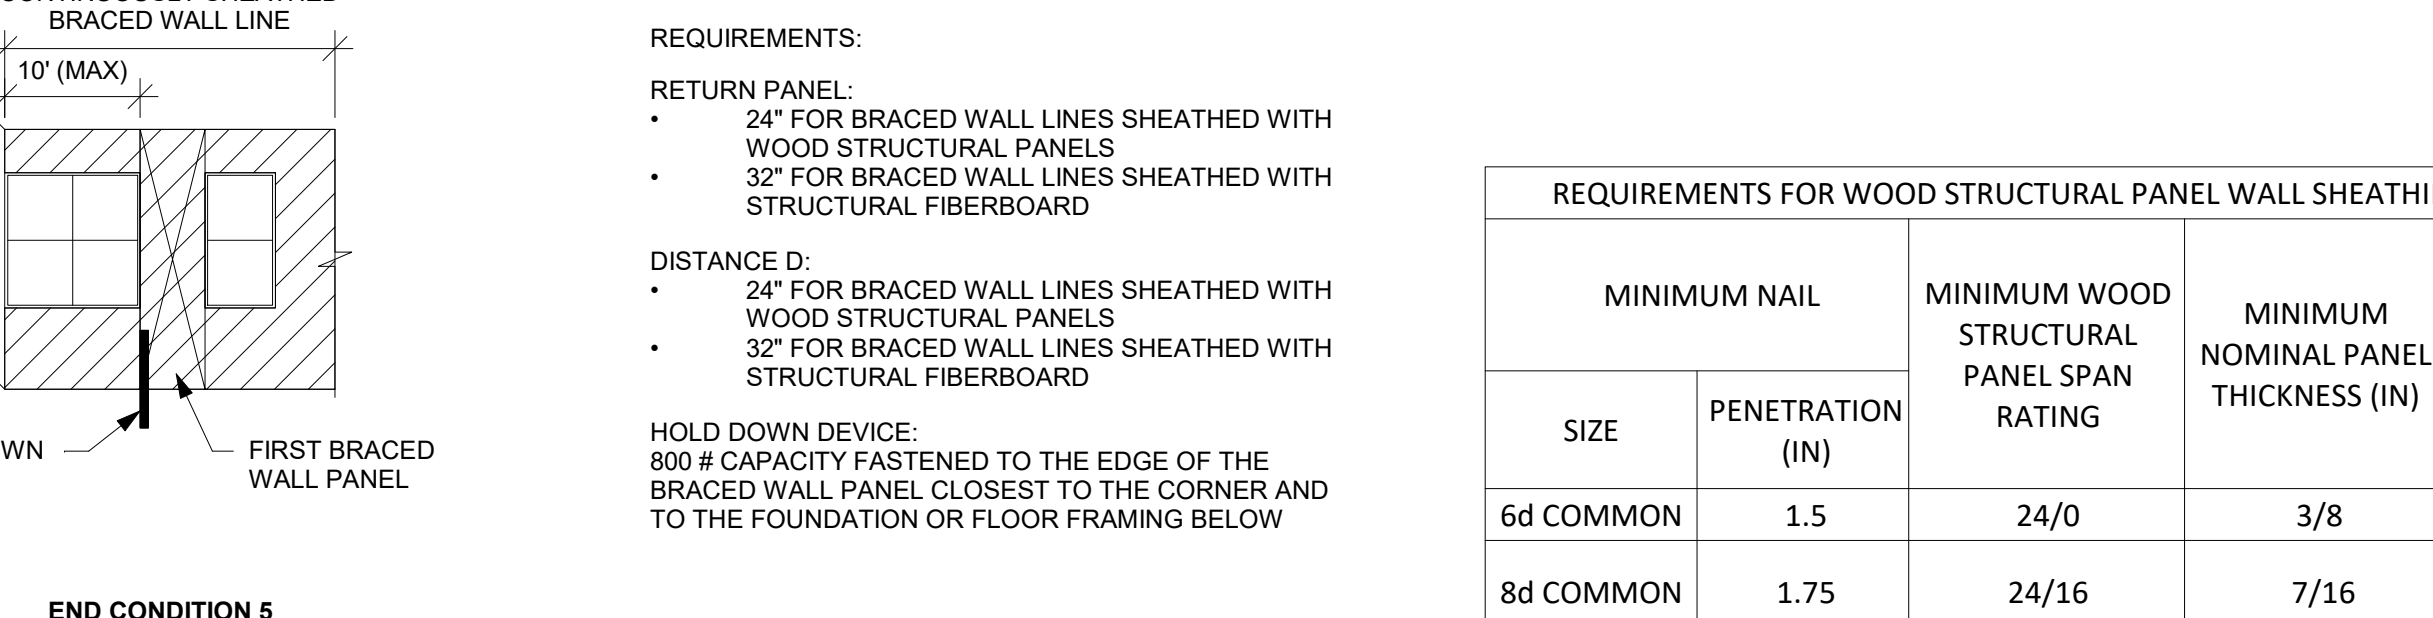 BRACED WALL LINE
10' (MAX)
WN
FIRST BRACED
WALL PANEL
END CONDITION 5
REQUIREMENTS:
RETURN PANEL:
• 24" FOR BRACED WALL LINES SHEATHED WITH
WOOD STRUCTURAL PANELS
• 32" FOR BRACED WALL LINES SHEATHED WITH
STRUCTURAL FIBERBOARD
DISTANCE D:
• 24" FOR BRACED WALL LINES SHEATHED WITH
WOOD STRUCTURAL PANELS
• 32" FOR BRACED WALL LINES SHEATHED WITH
STRUCTURAL FIBERBOARD
HOLD DOWN DEVICE:
800 # CAPACITY FASTENED TO THE EDGE OF THE
BRACED WALL PANEL CLOSEST TO THE CORNER AND
TO THE FOUNDATION OR FLOOR FRAMING BELOW
REQUIREMENTS FOR WOOD STRUCTURAL PANEL WALL SHEATHI
MINIMUM NAIL
MINIMUM WOOD
STRUCTURAL
PANEL SPAN
RATING
MINIMUM
NOMINAL PANEL
THICKNESS (IN)
SIZE
PENETRATION
(IN)
6d COMMON 1.5 24/0 3/8
8d COMMON 1.75 24/16 7/16